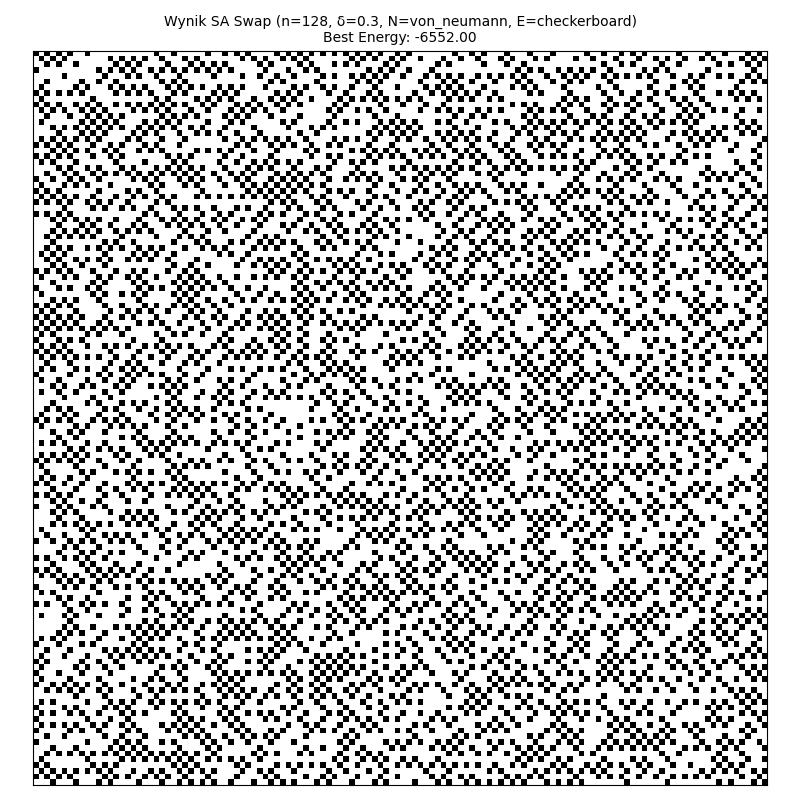 Wynik SA Swap (n=128, δ=0.3, N=von_neumann, E=checkerboard)
Best Energy: -6552.00